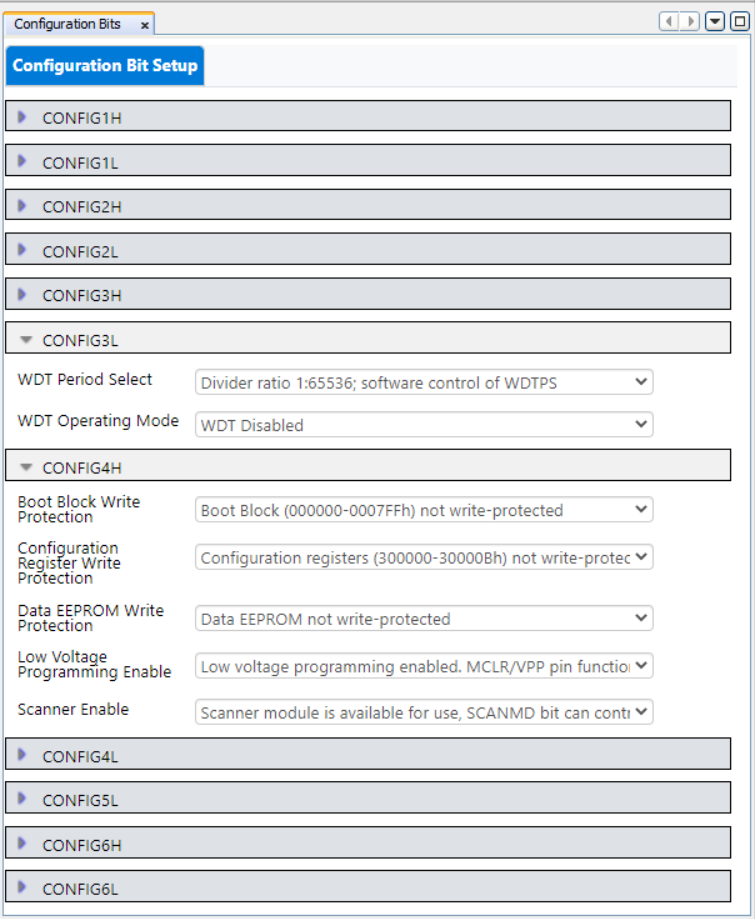 Configuration Bits x
Configuration Bit Setup
CONFIG1H
CONFIG1L
CONFIG2H
CONFIG2L
CONFIG3H
CONFIG3L
WDT Period Select
Divider ratio 1:65536; software control of WDTPS
WDT Operating Mode
WDT Disabled
CONFIG4H
Boot Block Write
Protection
Boot Block (000000-0007FFh) not write-protected
Configuration
Register Write
Protection
Configuration registers (300000-30000Bh) not write-protec
Data EEPROM Write
Protection
Data EEPROM not write-protected
Low Voltage
Programming Enable
Low voltage programming enabled. MCLR/VPP pin functio
Scanner Enable
Scanner module is available for use, SCANMD bit can cont
CONFIG4L
CONFIG5L
CONFIG6H
CONFIG6L